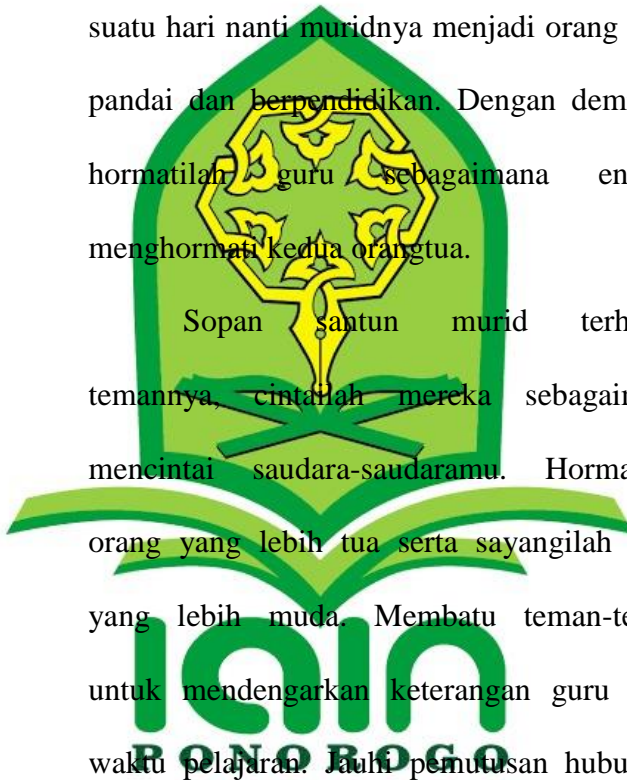 suatu hari nanti muridnya menjadi orang
pandai dan berpendidikan. Dengan dem
hormatilah guru sebagaimana en
menghormati kedua orangtua.
Sopan santun murid terh
temannya, cintailah mereka sebagai
mencintai saudara-saudaramu. Horma
orang yang lebih tua serta sayangilah
yang lebih muda. Membatu teman-te
untuk mendengarkan keterangan guru
iain
waktu pelajaran. Jauhi pemutusan hubu
PONOROGO